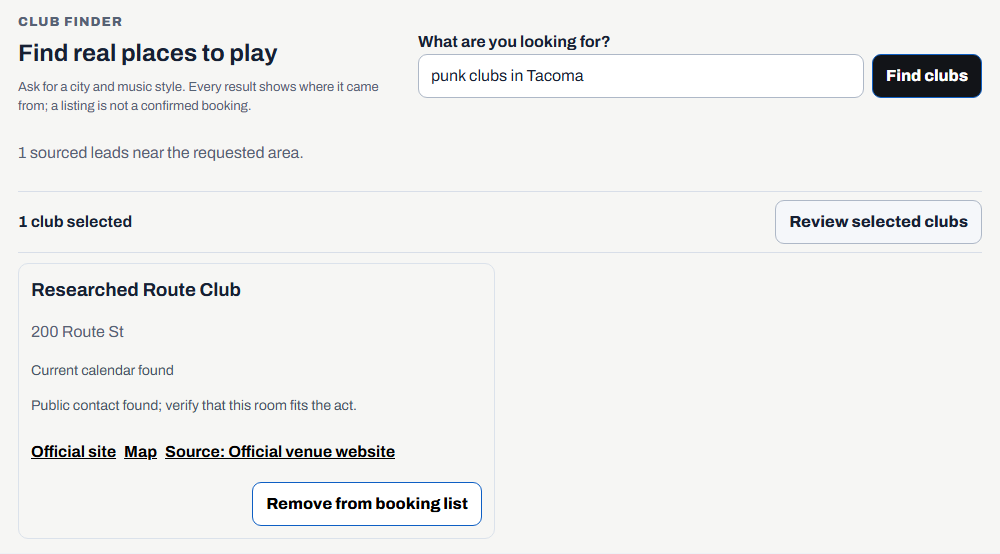 CLUB FINDER
Find real places to play
Ask for a city and music style. Every result shows where it came
from; a listing is not a confirmed booking.
What are you looking for?
punk clubs in Tacoma
Find clubs
1 sourced leads near the requested area.
1 club selected
Review selected clubs
Researched Route Club
200 Route St
Current calendar found
Public contact found; verify that this room fits the act.
Official site Map Source: Official venue website
Remove from booking list